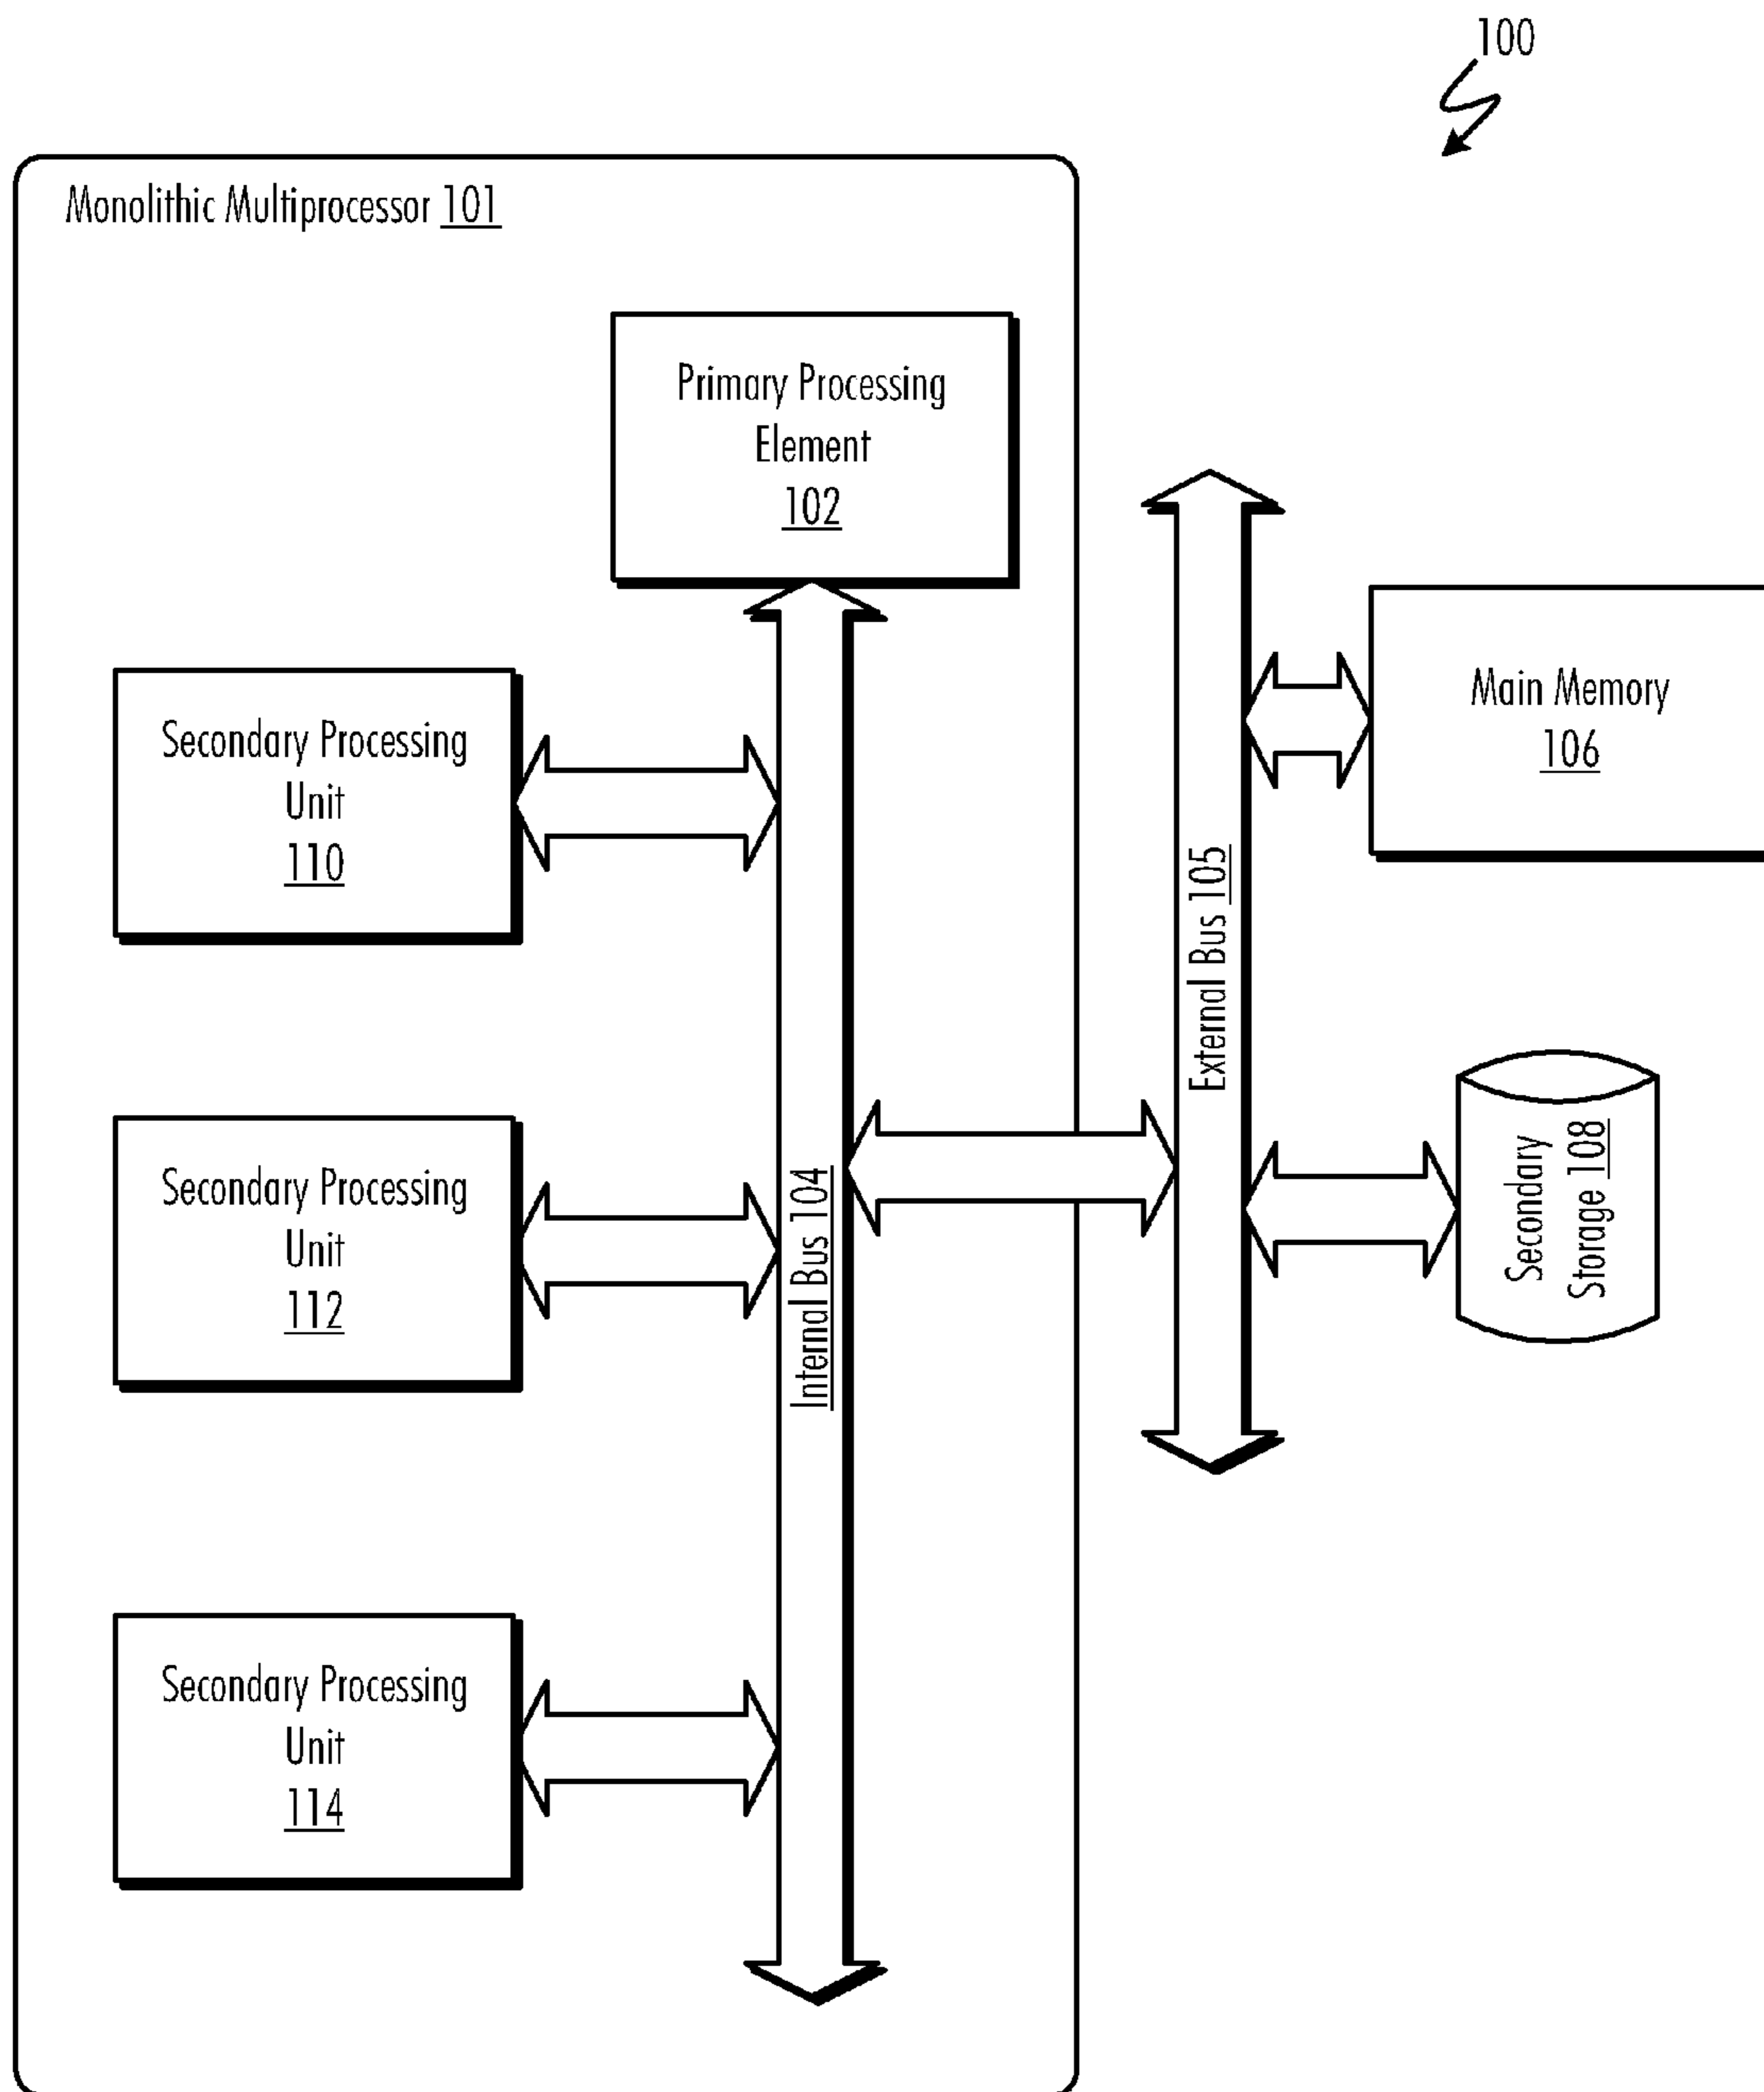 100
Monolithic Multiprocessor 101
Primary Processing
Element
102
Secondary Processing
Unit
110
Main Memory
106
External Bus 105
Secondary Processing
Unit
112
Internal Bus 104
Secondary
Storage 108
Secondary Processing
Unit
114